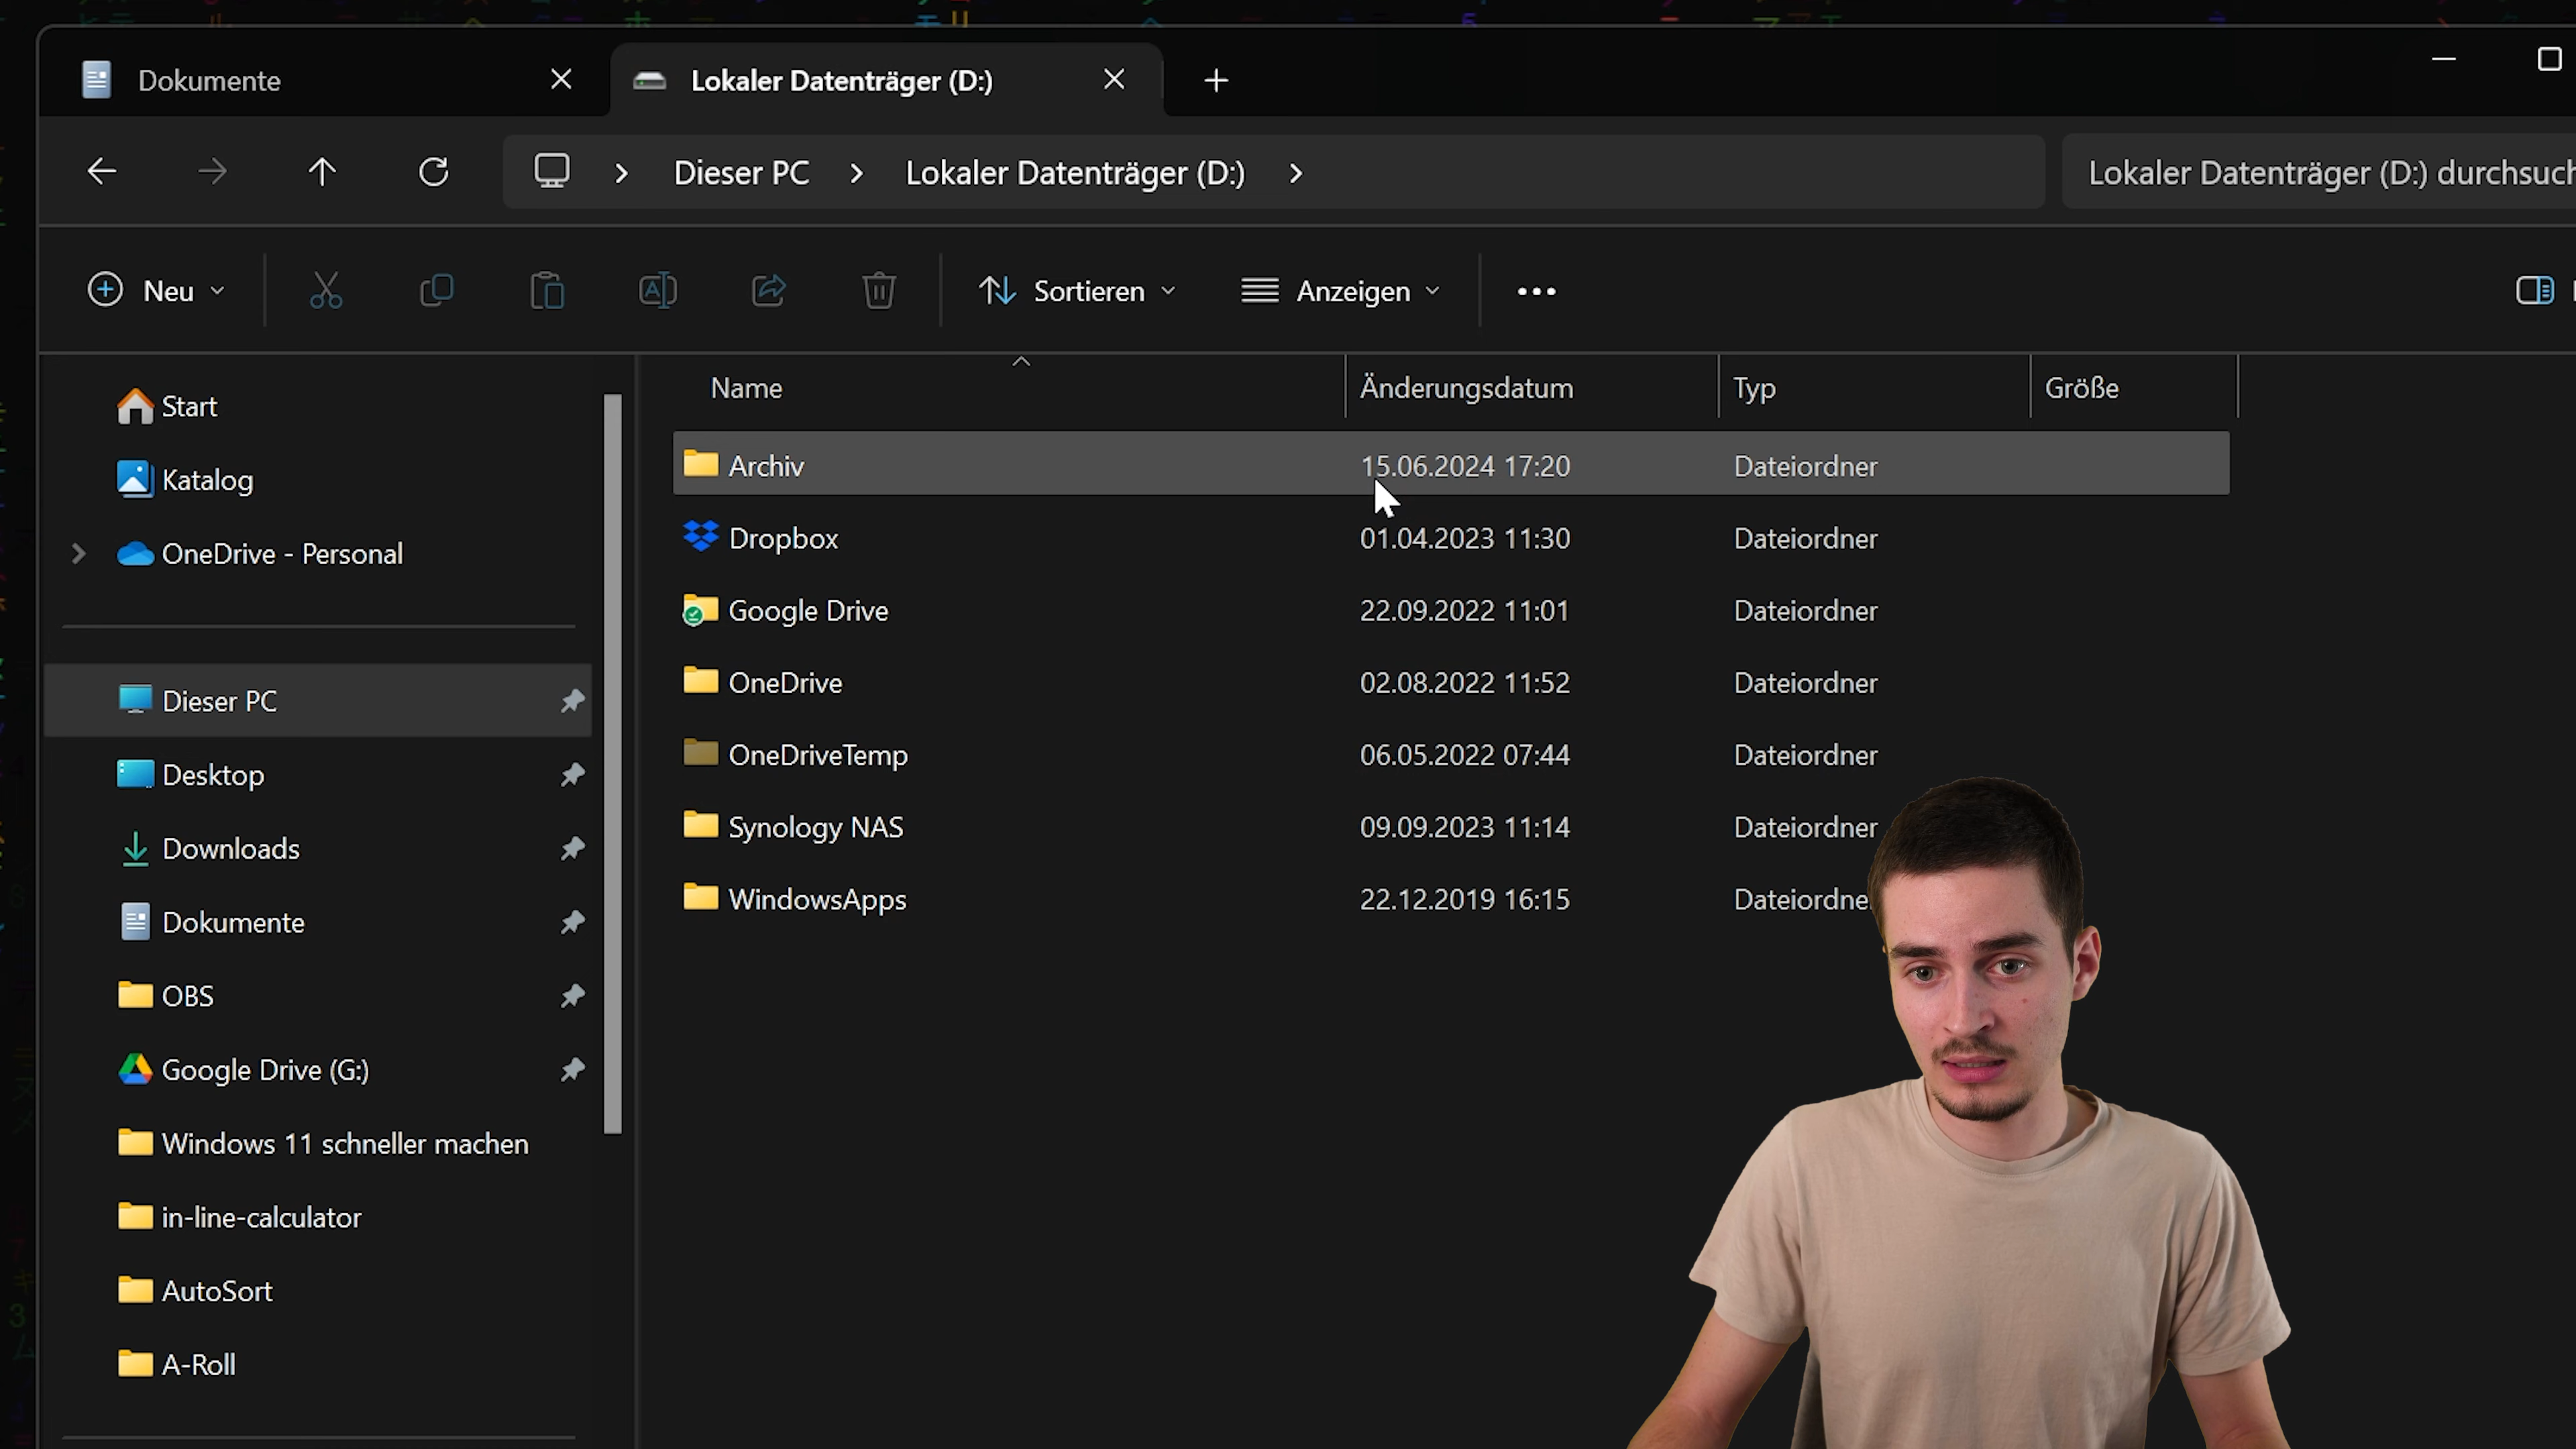 Dokumente
Lokaler Datenträger (D:)
Dieser PC
Lokaler Datenträger (D:)
Lokaler Datenträger (D:) durchsuch
Neu
Sortieren
Anzeigen
Name
Änderungsdatum
Typ
Größe
Start
Katalog
OneDrive - Personal
Dieser PC
Desktop
Downloads
Dokumente
OBS
Google Drive (G:)
Windows 11 schneller machen
in-line-calculator
AutoSort
A-Roll
Archiv 15.06.2024 17:20 Dateiordner
Dropbox 01.04.2023 11:30 Dateiordner
Google Drive 22.09.2022 11:01 Dateiordner
OneDrive 02.08.2022 11:52 Dateiordner
OneDriveTemp 06.05.2022 07:44 Dateiordner
Synology NAS 09.09.2023 11:14 Dateiordner
WindowsApps 22.12.2019 16:15 Dateiordne